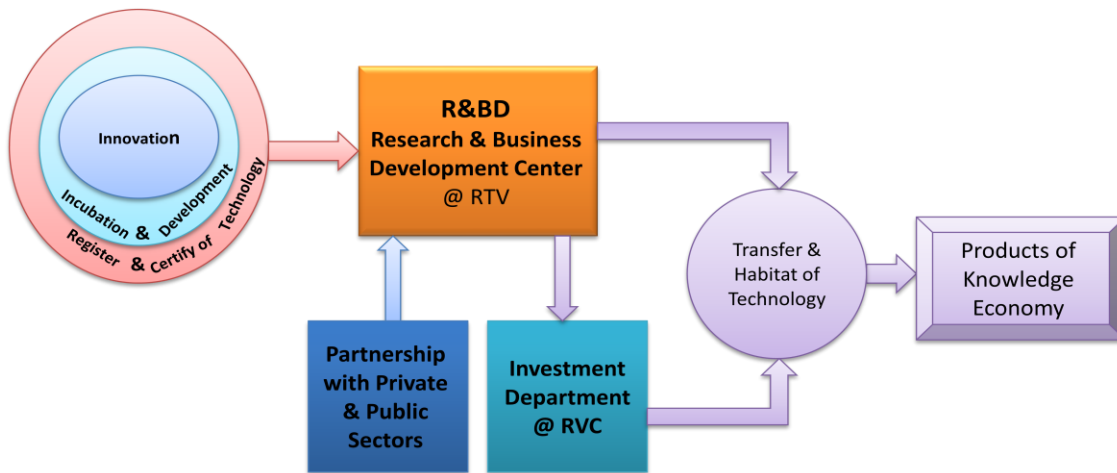 Innovation
Incubation & Development
Register & Certify of Technology
R&BD
Research & Business
Development Center
@ RTV
Partnership
with Private
& Public
Sectors
Investment
Department
@ RVC
Transfer &
Habitat of
Technology
Products of
Knowledge
Economy